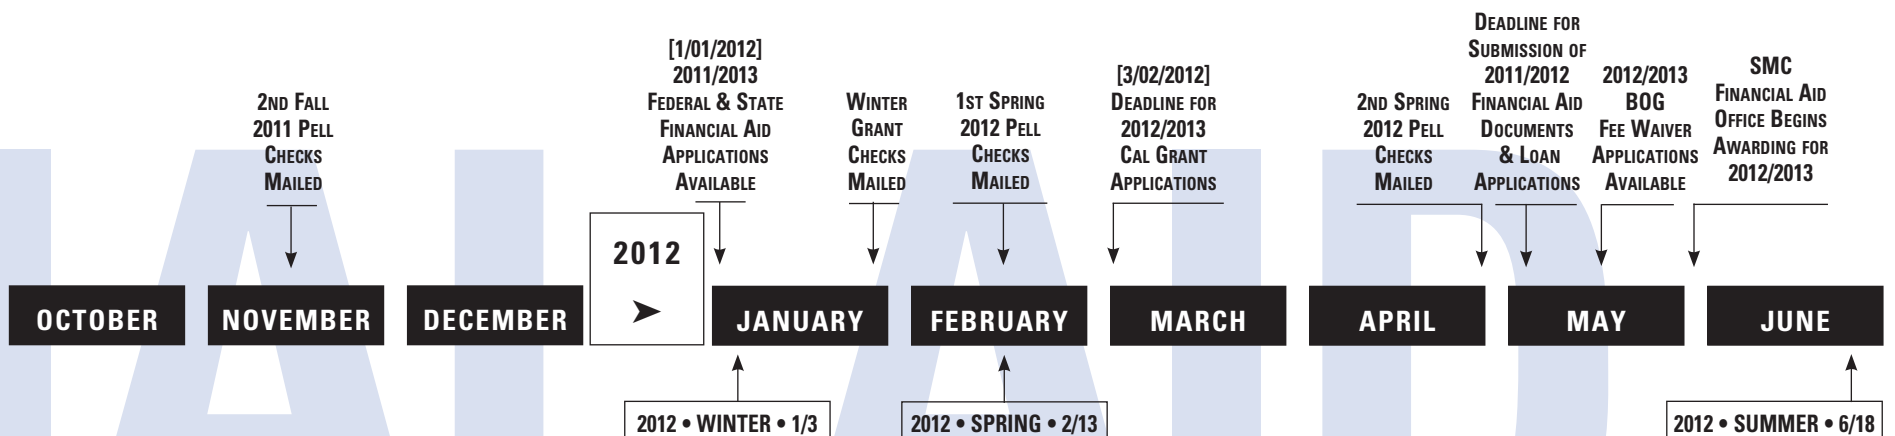 2ND FALL
2011 PELL
CHECKS
MAILED
[1/01/2012]
2011/2013
FEDERAL & STATE
FINANCIAL AID
APPLICATIONS
AVAILABLE
WINTER
GRANT
CHECKS
MAILED
1ST SPRING
2012 PELL
CHECKS
MAILED
[3/02/2012]
DEADLINE FOR
2012/2013
CAL GRANT
APPLICATIONS
2ND SPRING
2012 PELL
CHECKS
MAILED
DEADLINE FOR
SUBMISSION OF
2011/2012
FINANCIAL AID
DOCUMENTS
& LOAN
APPLICATIONS
2012/2013
BOG
FEE WAIVER
APPLICATIONS
AVAILABLE
SMC
FINANCIAL AID
OFFICE BEGINS
AWARDING FOR
2012/2013
OCTOBER
NOVEMBER
DECEMBER
2012
JANUARY
FEBRUARY
MARCH
APRIL
MAY
JUNE
2012 • WINTER • 1/3
2012 • SPRING • 2/13
2012 • SUMMER • 6/18
IAL AID